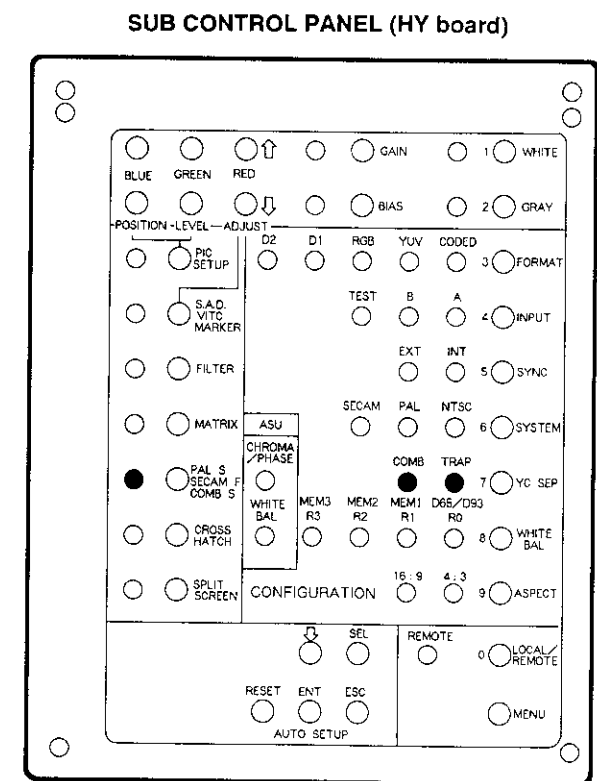 SUB CONTROL PANEL (HY board)
GAIN 1 WHITE
BLUE GREEN RED
BIAS 2 GRAY
POSITION LEVEL ADJUST
D2 D1 RGB YUV CODED
PIC
SETUP
3 FORMAT
TEST B A
S.A.D.
VITC
MARKER
4 INPUT
EXT INT
FILTER
5 SYNC
SECAM PAL NTSC
MATRIX ASU
6 SYSTEM
CHROMA
/PHASE
COMB TRAP
PAL S
SECAM F
COMB S
7 YC SEP
WHITE
BAL
MEM3
R3
MEM2
R2
MEM1
R1
D65/D93
R0
CROSS
HATCH
8 WHITE
BAL
16:9 4:3
SPLIT
SCREEN
CONFIGURATION
9 ASPECT
SEL REMOTE
0 LOCAL/
REMOTE
RESET ENT ESC
MENU
AUTO SETUP